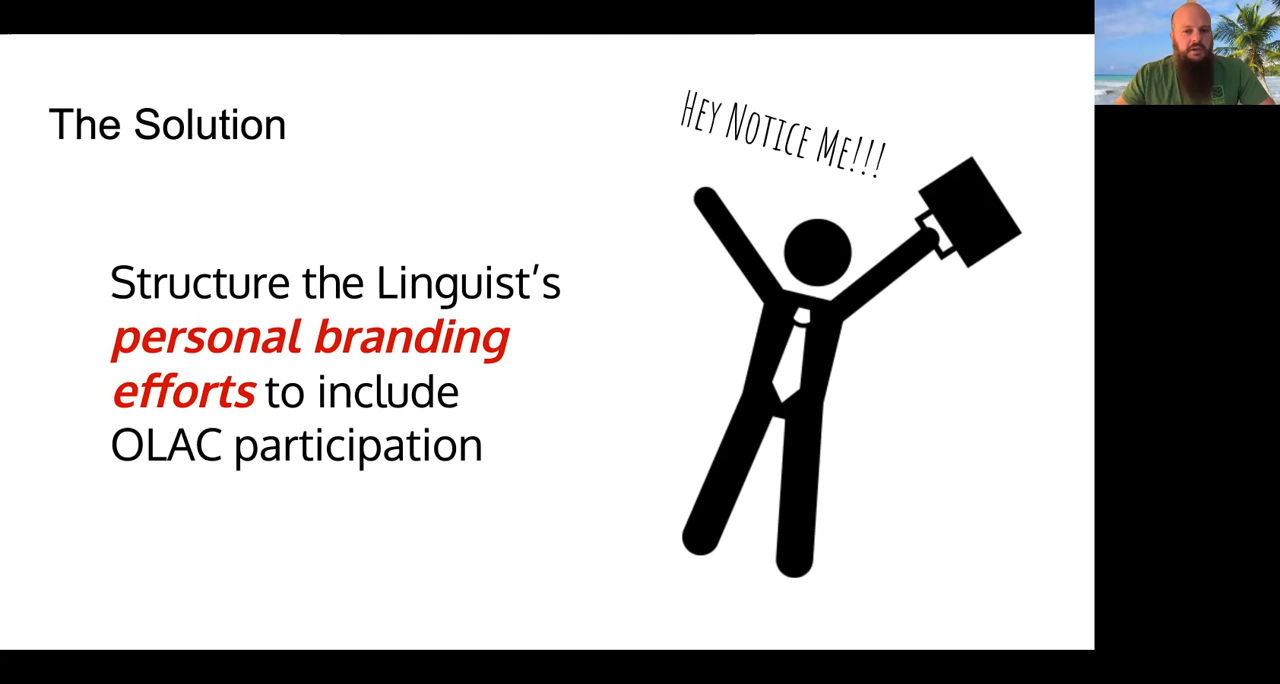 The Solution
HEY NOTICE ME!!!
Structure the Linguist’s
personal branding
efforts to include
OLAC participation